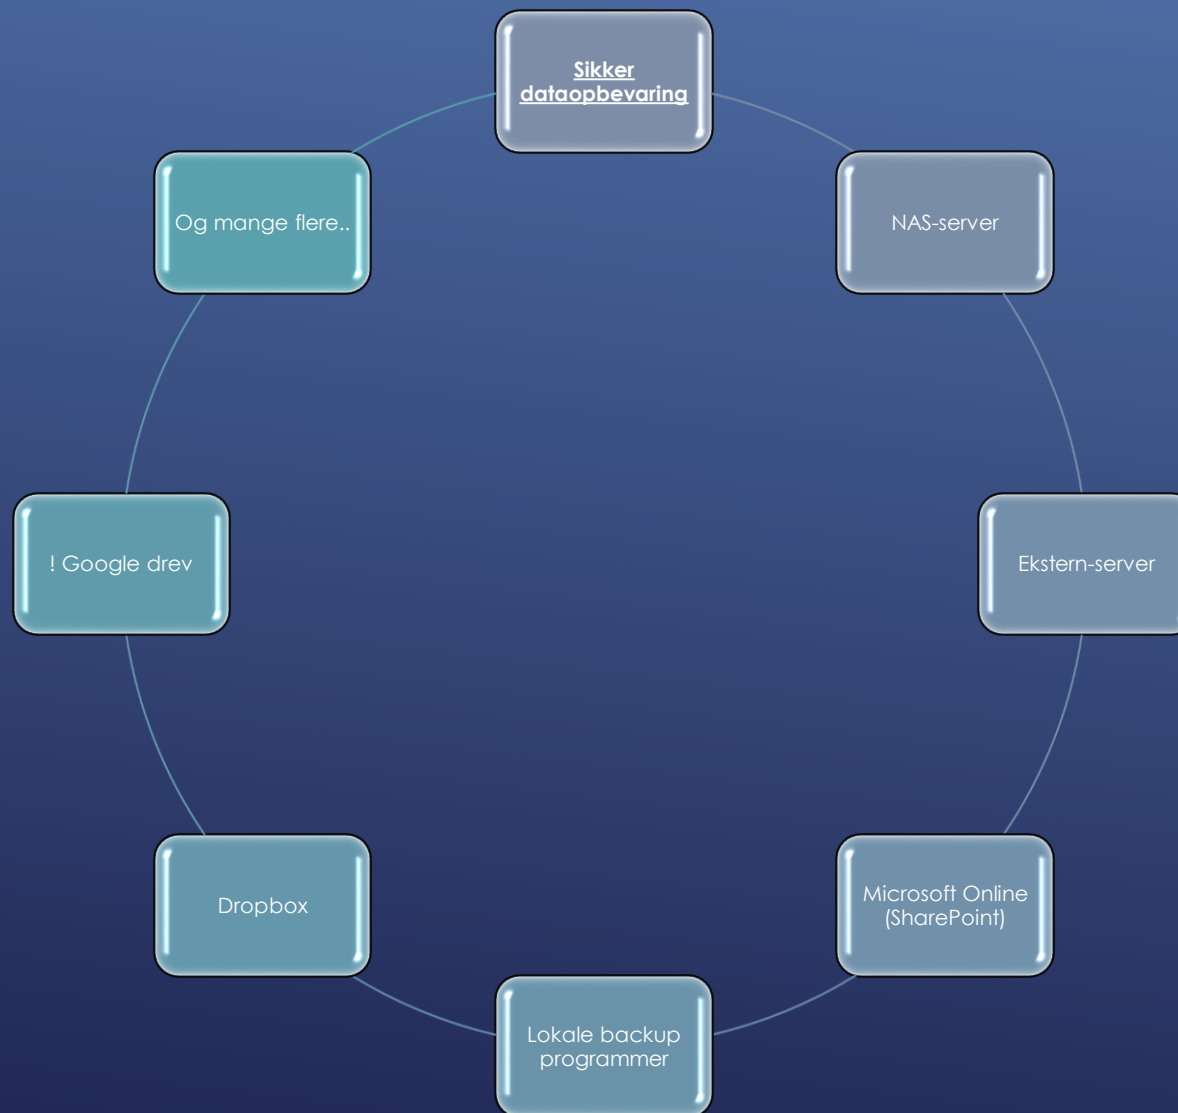 Sikker
dataopbevaring
NAS-server
Ekstern-server
Microsoft Online
(SharePoint)
Lokale backup
programmer
Dropbox
! Google drev
Og mange flere..